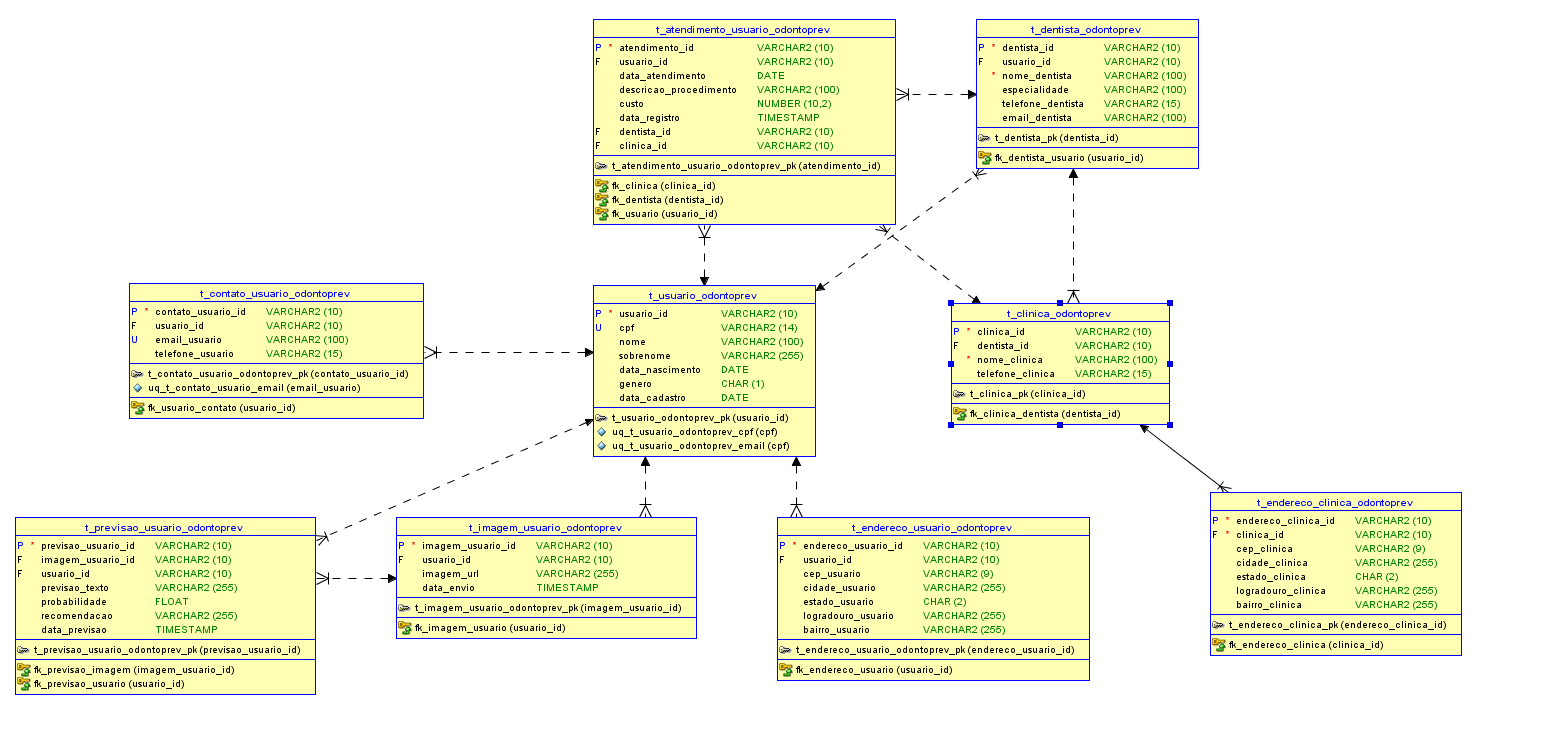 t_atendimento_usuario_odontoprev
P * atendimento_id VARCHAR2 (10)
F usuario_id VARCHAR2 (10)
data_atendimento DATE
descricao_procedimento VARCHAR2 (100)
custo NUMBER (10,2)
data_registro TIMESTAMP
F dentista_id VARCHAR2 (10)
F clinica_id VARCHAR2 (10)
t_atendimento_usuario_odontoprev_pk (atendimento_id)
fk_clinica (clinica_id)
fk_dentista (dentista_id)
fk_usuario (usuario_id)
t_dentista_odontoprev
P * dentista_id VARCHAR2 (10)
F usuario_id VARCHAR2 (10)
* nome_dentista VARCHAR2 (100)
especialidade VARCHAR2 (100)
telefone_dentista VARCHAR2 (15)
email_dentista VARCHAR2 (100)
t_dentista_pk (dentista_id)
fk_dentista_usuario (usuario_id)
t_contato_usuario_odontoprev
P * contato_usuario_id VARCHAR2 (10)
F usuario_id VARCHAR2 (10)
U email_usuario VARCHAR2 (100)
telefone_usuario VARCHAR2 (15)
t_contato_usuario_odontoprev_pk (contato_usuario_id)
uq_t_contato_usuario_email (email_usuario)
fk_usuario_contato (usuario_id)
t_usuario_odontoprev
P * usuario_id VARCHAR2 (10)
U cpf VARCHAR2 (14)
nome VARCHAR2 (100)
sobrenome VARCHAR2 (255)
data_nascimento DATE
genero CHAR (1)
data_cadastro DATE
t_usuario_odontoprev_pk (usuario_id)
uq_t_usuario_odontoprev_cpf (cpf)
uq_t_usuario_odontoprev_email (cpf)
t_clinica_odontoprev
P * clinica_id VARCHAR2 (10)
F dentista_id VARCHAR2 (10)
* nome_clinica VARCHAR2 (100)
telefone_clinica VARCHAR2 (15)
t_clinica_pk (clinica_id)
fk_clinica_dentista (dentista_id)
t_previsao_usuario_odontoprev
P * previsao_usuario_id VARCHAR2 (10)
F imagem_usuario_id VARCHAR2 (10)
F usuario_id VARCHAR2 (10)
previsao_texto VARCHAR2 (255)
probabilidade FLOAT
recomendacao VARCHAR2 (255)
data_previsao TIMESTAMP
t_previsao_usuario_odontoprev_pk (previsao_usuario_id)
fk_previsao_imagem (imagem_usuario_id)
fk_previsao_usuario (usuario_id)
t_imagem_usuario_odontoprev
P * imagem_usuario_id VARCHAR2 (10)
F usuario_id VARCHAR2 (10)
imagem_url VARCHAR2 (255)
data_envio TIMESTAMP
t_imagem_usuario_odontoprev_pk (imagem_usuario_id)
fk_imagem_usuario (usuario_id)
t_endereco_usuario_odontoprev
P * endereco_usuario_id VARCHAR2 (10)
F usuario_id VARCHAR2 (10)
cep_usuario VARCHAR2 (9)
cidade_usuario VARCHAR2 (255)
estado_usuario CHAR (2)
logradouro_usuario VARCHAR2 (255)
bairro_usuario VARCHAR2 (255)
t_endereco_usuario_odontoprev_pk (endereco_usuario_id)
fk_endereco_usuario (usuario_id)
t_endereco_clinica_odontoprev
P * endereco_clinica_id VARCHAR2 (10)
F * clinica_id VARCHAR2 (10)
cep_clinica VARCHAR2 (9)
cidade_clinica VARCHAR2 (255)
estado_clinica CHAR (2)
logradouro_clinica VARCHAR2 (255)
bairro_clinica VARCHAR2 (255)
t_endereco_clinica_pk (endereco_clinica_id)
fk_endereco_clinica (clinica_id)